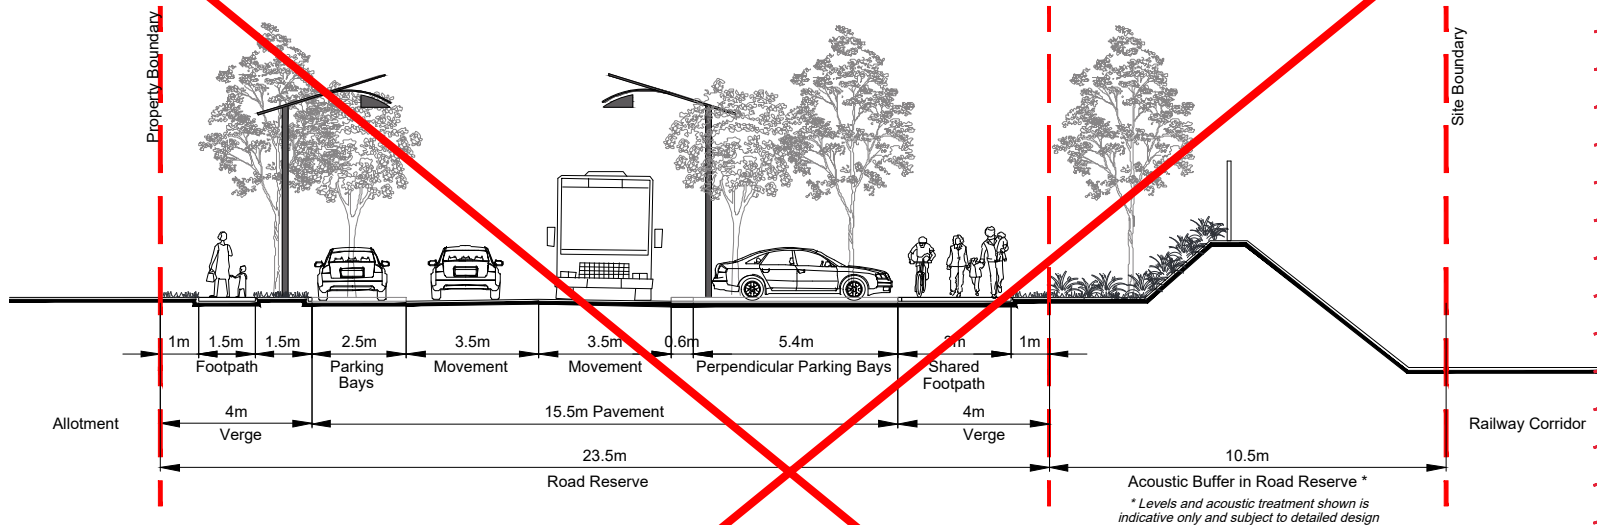 Property Boundary
Site Boundary
1m 1.5m 1.5m 2.5m 3.5m 3.5m 0.6m 5.4m 3m 1m
Footpath Parking Bays Movement Movement Perpendicular Parking Bays Shared Footpath
Allotment 4m 15.5m Pavement 4m Railway Corridor
Verge Verge
23.5m 10.5m
Road Reserve Acoustic Buffer in Road Reserve *
* Levels and acoustic treatment shown is
indicative only and subject to detailed design